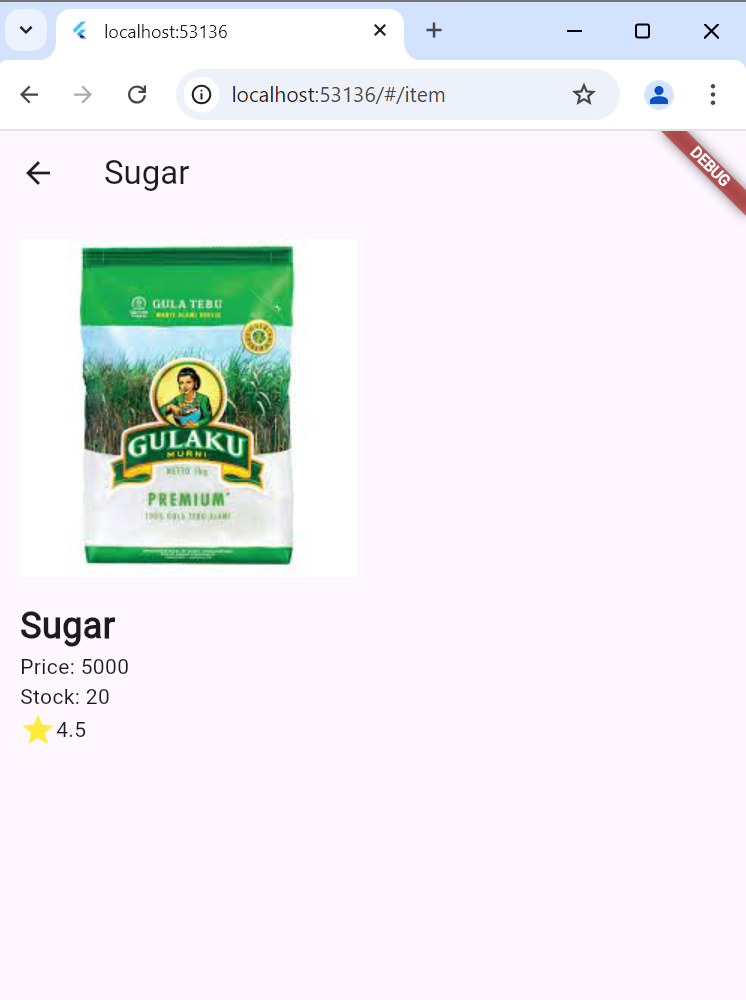 localhost:53136
localhost:53136/#/item
Sugar
DEBUG
GULA TEBU
GULAKU
MURNI
NETTO 1kg
PREMIUM
100% GULA TEBU ALAMI
Sugar
Price: 5000
Stock: 20
4.5